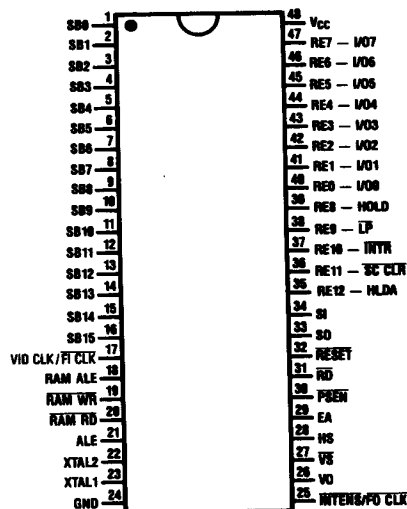 SB0 1
SB1 2
SB2 3
SB3 4
SB4 5
SB5 6
SB6 7
SB7 8
SB8 9
SB9 10
SB10 11
SB11 12
SB12 13
SB13 14
SB14 15
SB15 16
VID CLK/FI CLK 17
RAM ALE 18
RAM WR 19
RAM RD 20
ALE 21
XTAL2 22
XTAL1 23
GND 24
48 VCC
47 RE7 — I/O7
46 RE6 — I/O6
45 RE5 — I/O5
44 RE4 — I/O4
43 RE3 — I/O3
42 RE2 — I/O2
41 RE1 — I/O1
40 RE0 — I/O0
39 RE8 — HOLD
38 RE9 — LP
37 RE10 — INTR
36 RE11 — SC CLR
35 RE12 — HLDA
34 SI
33 SO
32 RESET
31 RD
30 PSEN
29 EA
28 HS
27 VS
26 VO
25 INTENS/FO CLK